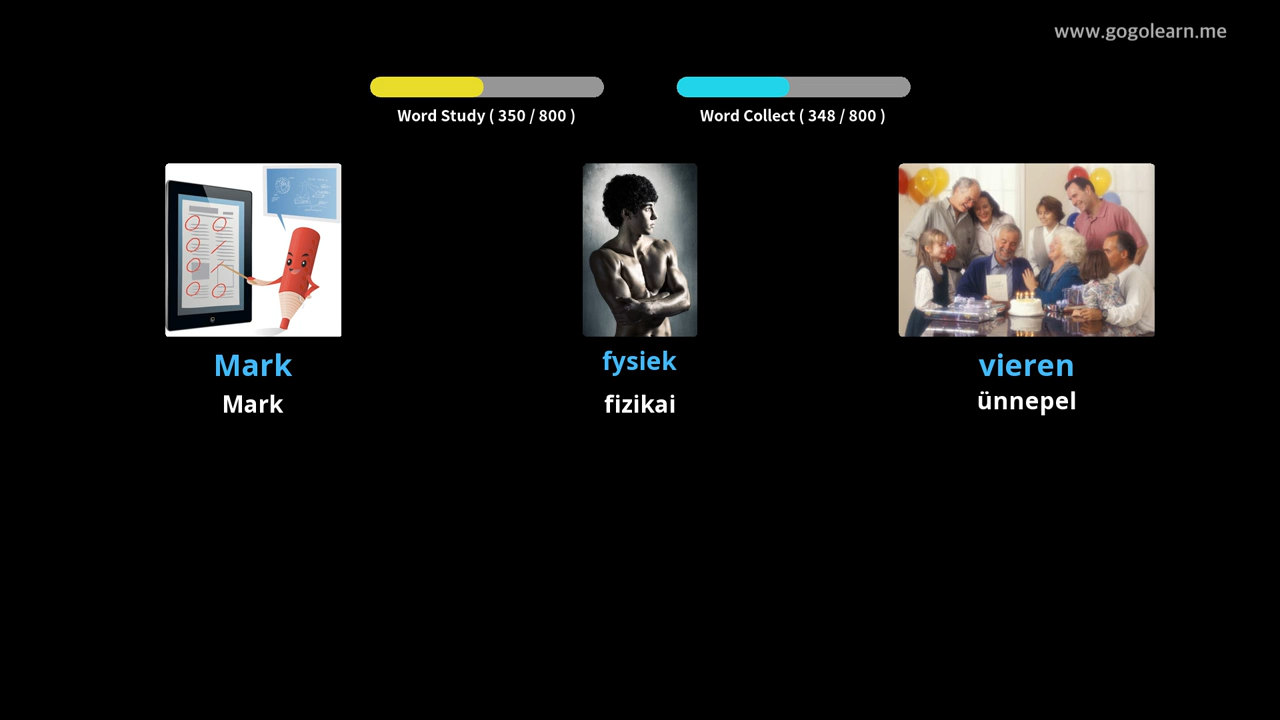 www.gogolearn.me
Word Study ( 350 / 800 )
Word Collect ( 348 / 800 )
Mark
Mark
fysiek
fizikai
vieren
ünnepel